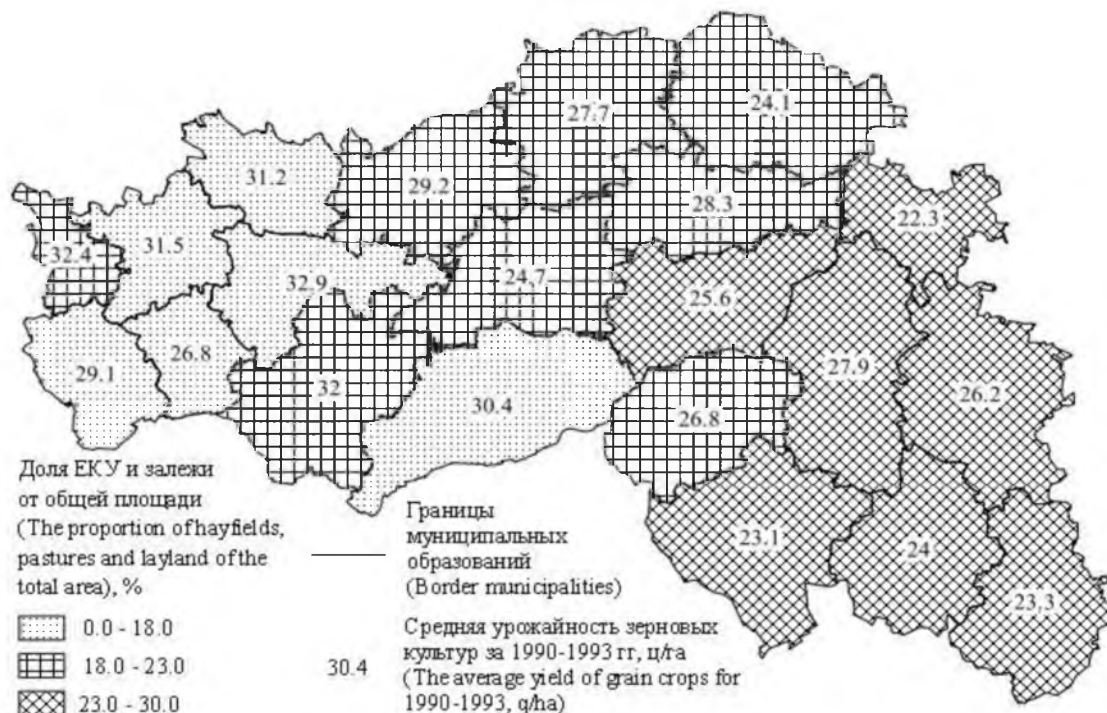 27.7
24.1
31.2
29.2
28.3
22.3
31.5
32.4
32.9
24,7
25.6
29.1
26.8
32
30.4
27.9
26.2
26.8
23.1
24
23,3
Доля ЕКУ и залежи
от общей площади
(The proportion of hayfields,
pastures and layland of the
total area), %
0.0 - 18.0
18.0 - 23.0
23.0 - 30.0
Границы
муниципальных
образований
(Border municipalities)
30.4
Средняя урожайность зерновых
культур за 1990-1993 гг, ц/га
(The average yield of grain crops for
1990-1993, q/ha)